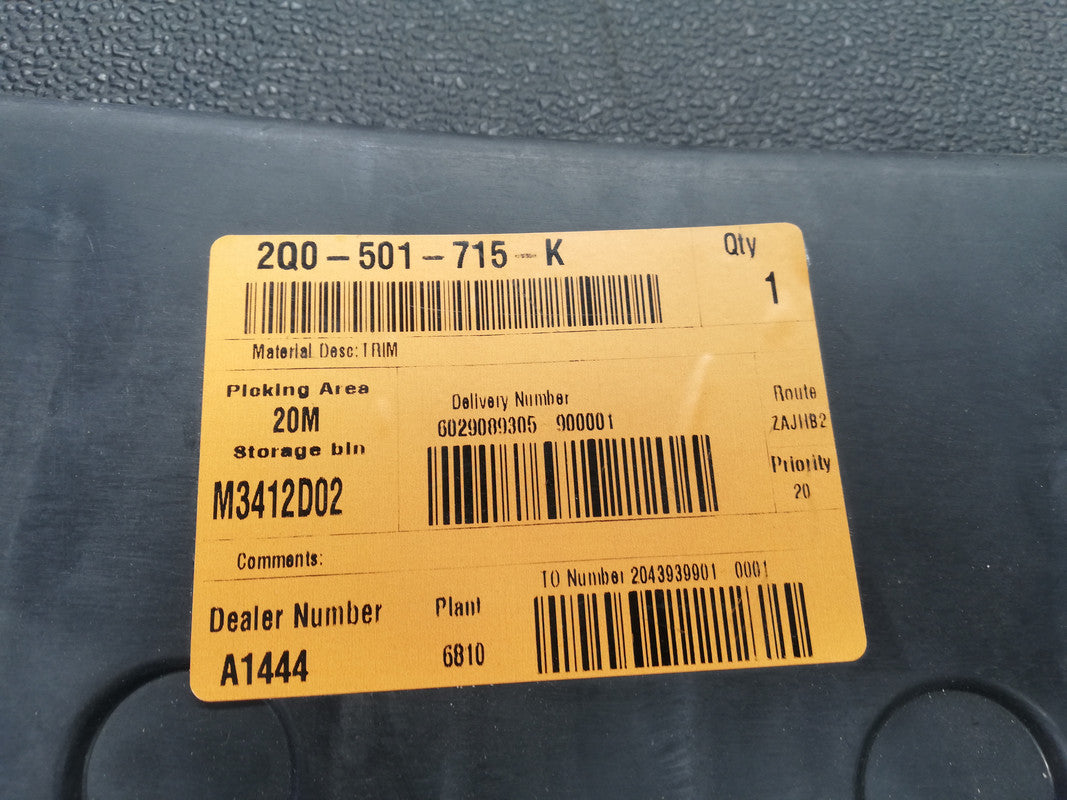 2Q0-501-715-K
Qty
1
Material Desc: TRIM
Picking Area
20M
Storage bin
M3412D02
Delivery Number
6029089305 900001
Route
ZAJHB2
Priority
20
Comments:
TO Number 2043939901 0001
Dealer Number
A1444
Plant
6810